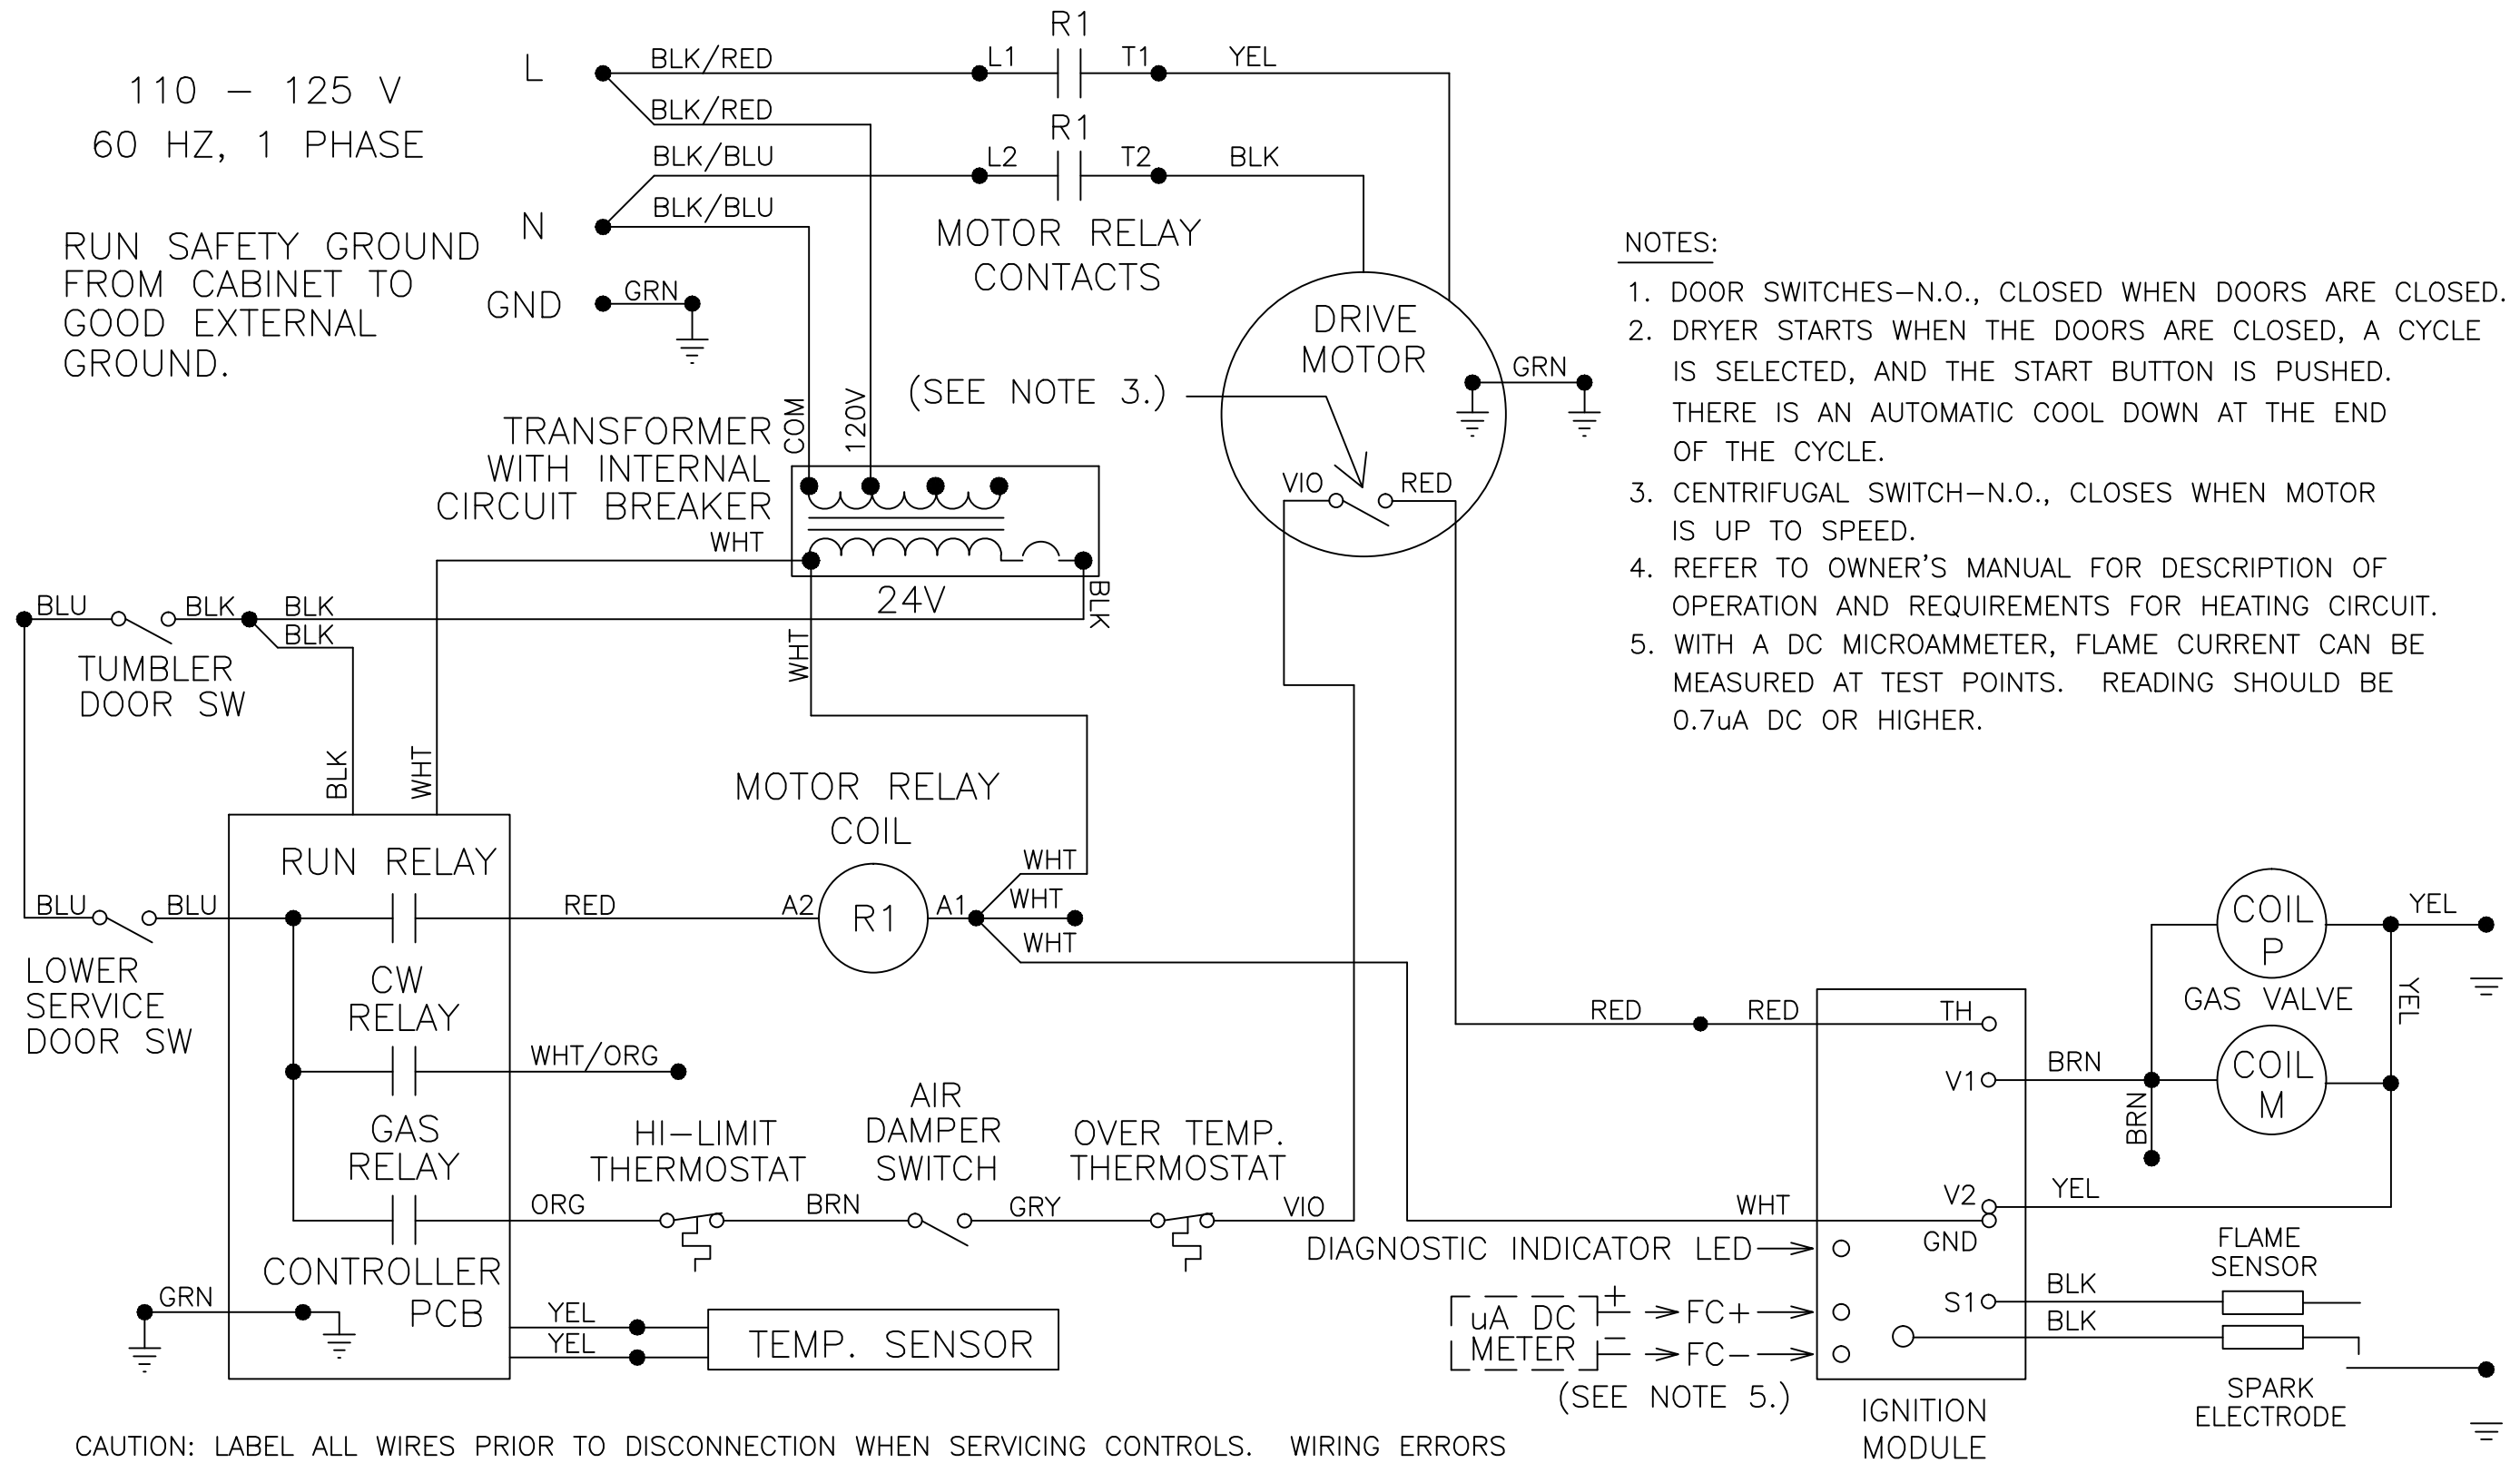 110 – 125 V
60 HZ, 1 PHASE
RUN SAFETY GROUND
FROM CABINET TO
GOOD EXTERNAL
GROUND.
L
BLK/RED
L1
R1
T1
YEL
BLK/RED
BLK/BLU
L2
R1
T2
BLK
N
BLK/BLU
MOTOR RELAY
CONTACTS
GND
GRN
DRIVE
MOTOR
GRN
(SEE NOTE 3.)
VIO
RED
COM
120V
TRANSFORMER
WITH INTERNAL
CIRCUIT BREAKER
WHT
24V
BLK
WHT
NOTES:
1. DOOR SWITCHES–N.O., CLOSED WHEN DOORS ARE CLOSED.
2. DRYER STARTS WHEN THE DOORS ARE CLOSED, A CYCLE
IS SELECTED, AND THE START BUTTON IS PUSHED.
THERE IS AN AUTOMATIC COOL DOWN AT THE END
OF THE CYCLE.
3. CENTRIFUGAL SWITCH–N.O., CLOSES WHEN MOTOR
IS UP TO SPEED.
4. REFER TO OWNER'S MANUAL FOR DESCRIPTION OF
OPERATION AND REQUIREMENTS FOR HEATING CIRCUIT.
5. WITH A DC MICROAMMETER, FLAME CURRENT CAN BE
MEASURED AT TEST POINTS. READING SHOULD BE
0.7uA DC OR HIGHER.
BLU
BLK
BLK
BLK
TUMBLER
DOOR SW
BLK
WHT
MOTOR RELAY
COIL
RUN RELAY
BLU
BLU
RED
A2
R1
A1
WHT
WHT
WHT
LOWER
SERVICE
DOOR SW
CW
RELAY
WHT/ORG
GAS
RELAY
ORG
HI–LIMIT
THERMOSTAT
BRN
AIR
DAMPER
SWITCH
GRY
OVER TEMP.
THERMOSTAT
VIO
CONTROLLER
PCB
GRN
YEL
YEL
TEMP. SENSOR
RED
RED
TH
V1
BRN
BRN
COIL
P
YEL
GAS VALVE
YEL
COIL
M
V2
YEL
WHT
GND
DIAGNOSTIC INDICATOR LED
uA DC
METER
+
–
FC+
FC–
(SEE NOTE 5.)
S1
BLK
BLK
FLAME
SENSOR
SPARK
ELECTRODE
IGNITION
MODULE
CAUTION: LABEL ALL WIRES PRIOR TO DISCONNECTION WHEN SERVICING CONTROLS. WIRING ERRORS